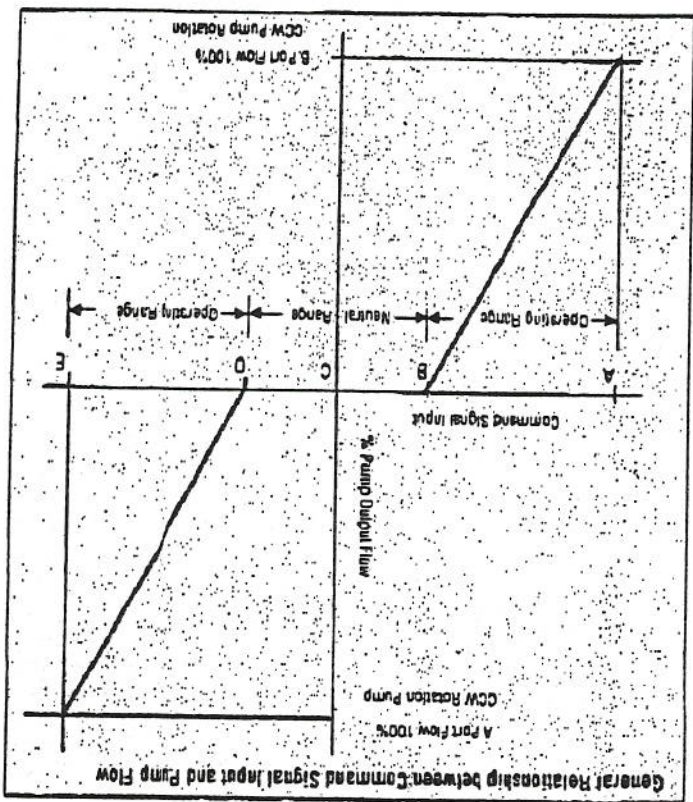 General Relationship between Command Signal Input and Pump Flow
A Port Flow 100%
CCW Rotation Pump
% Pump Output Flow
Command Signal Input
A B C D E
Operating Range Neutral Range Operating Range
B Port Flow 100%
CCW Pump Rotation